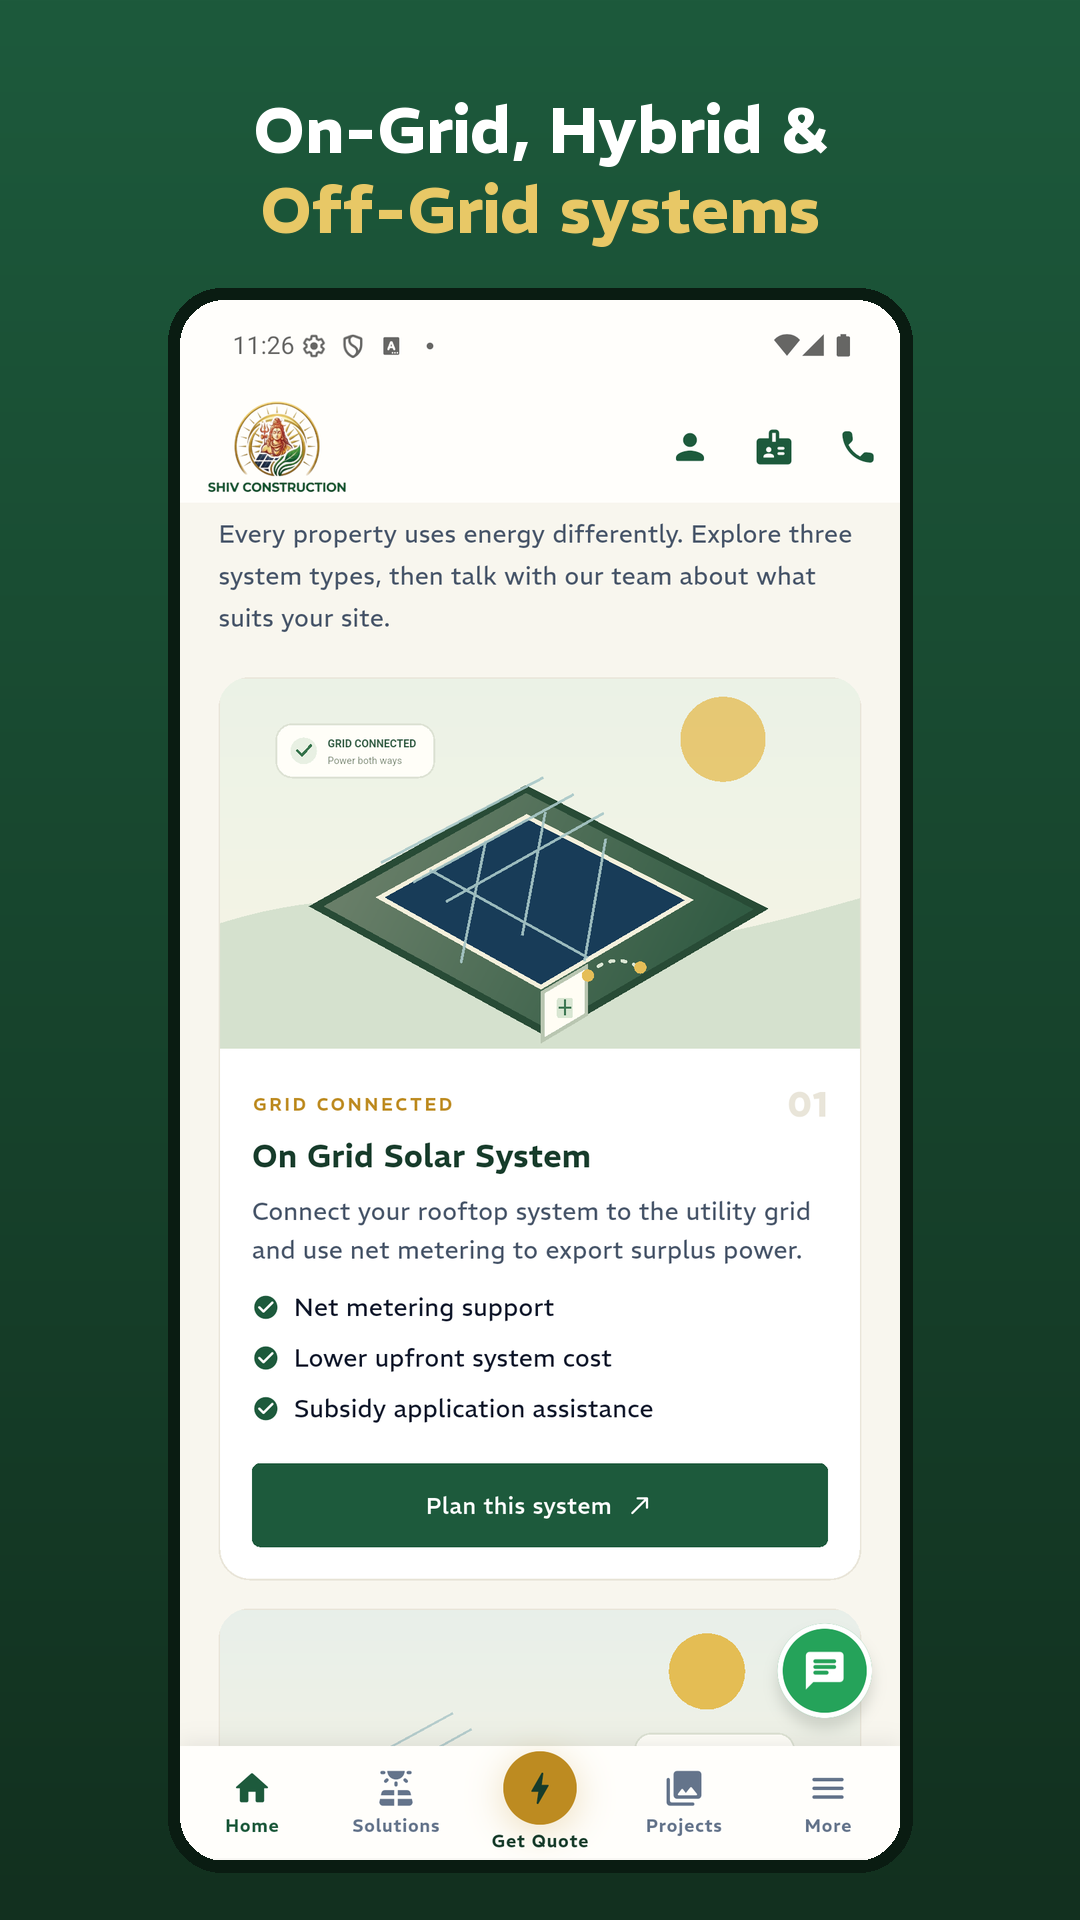 On-Grid, Hybrid &
Off-Grid systems
11:26
SHIV CONSTRUCTION
Every property uses energy differently. Explore three
system types, then talk with our team about what
suits your site.
GRID CONNECTED
Power both ways
GRID CONNECTED
01
On Grid Solar System
Connect your rooftop system to the utility grid
and use net metering to export surplus power.
Net metering support
Lower upfront system cost
Subsidy application assistance
Plan this system
Home
Solutions
Get Quote
Projects
More